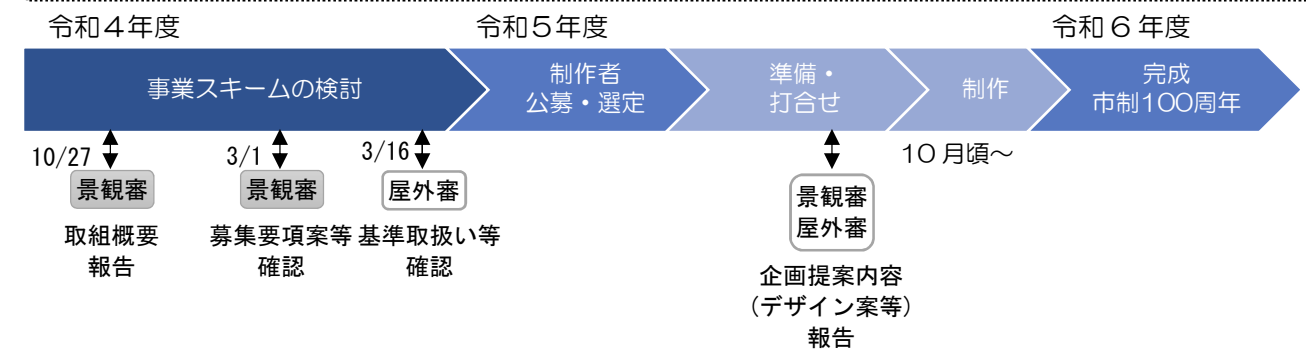 令和4年度
令和5年度
令和6年度
事業スキームの検討
制作者
公募・選定
準備・
打合せ
制作
完成
市制100周年
10/27
3/1
3/16
10月頃～
景観審
景観審
屋外審
景観審
屋外審
取組概要
報告
募集要項案等
確認
基準取扱い等
確認
企画提案内容
（デザイン案等）
報告